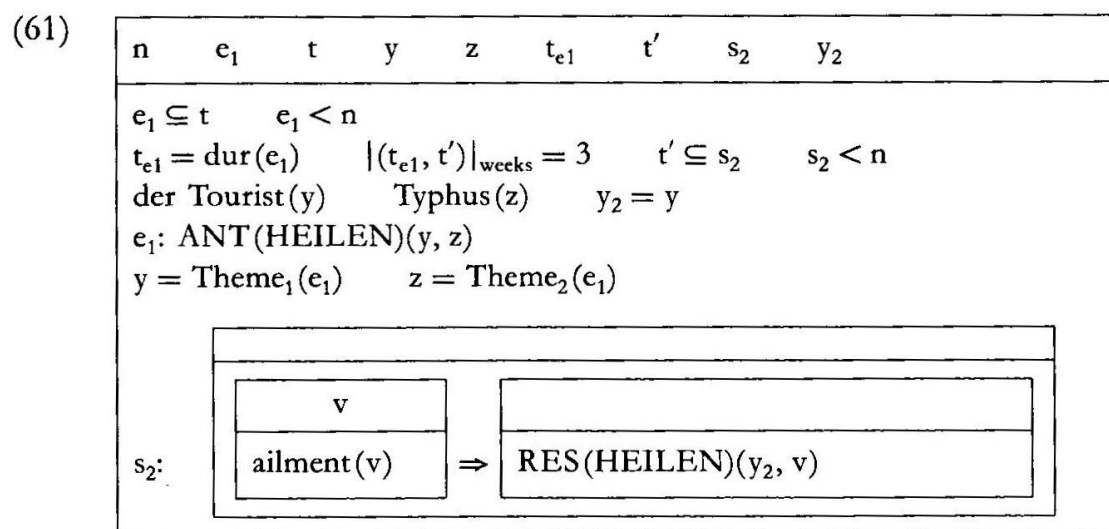 (61)
n e₁ t y z tₑ₁ t′ s₂ y₂
e₁ ⊆ t e₁ < n
tₑ₁ = dur(e₁) |(tₑ₁, t′)|weeks = 3 t′ ⊆ s₂ s₂ < n
der Tourist(y) Typhus(z) y₂ = y
e₁: ANT(HEILEN)(y, z)
y = Theme₁(e₁) z = Theme₂(e₁)
v
s₂: ailment(v) ⇒ RES(HEILEN)(y₂, v)